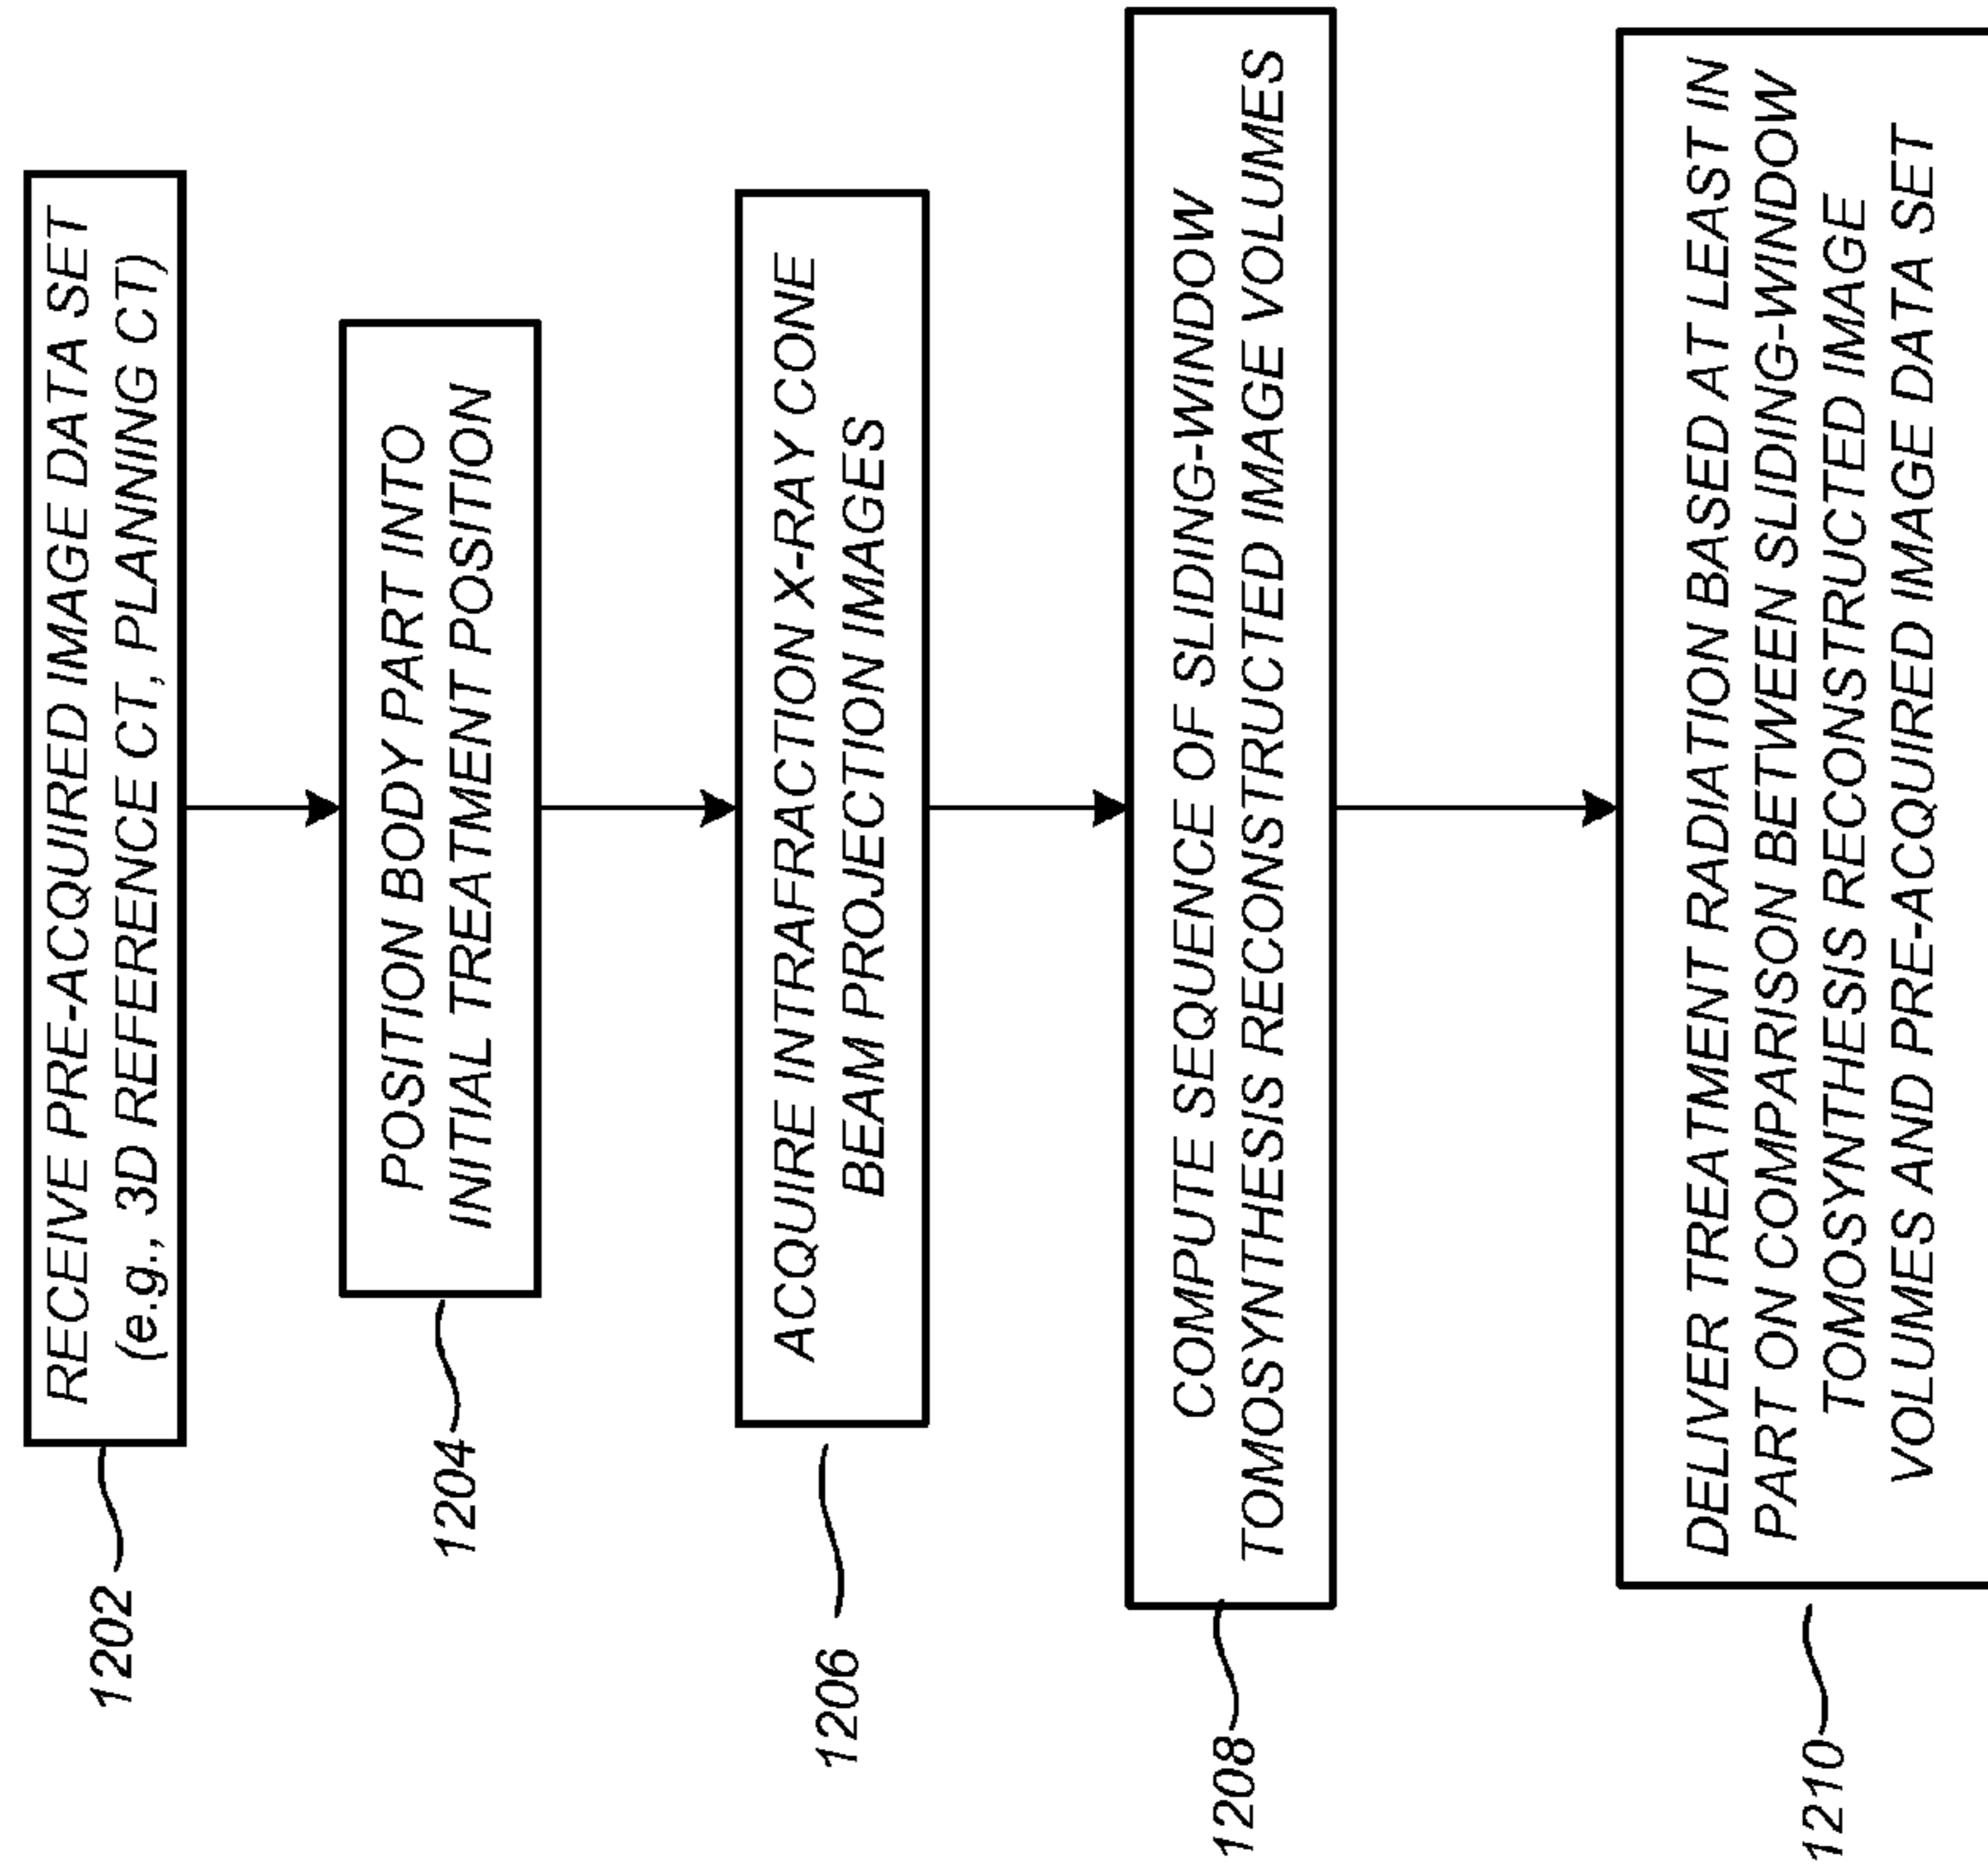 RECEIVE PRE-ACQUIRED IMAGE DATA SET
(e.g., 3D REFERENCE CT, PLANNING CT)
1202
POSITION BODY PART INTO
INITIAL TREATMENT POSITION
1204
ACQUIRE INTRAFRACTION X-RAY CONE
BEAM PROJECTION IMAGES
1206
COMPUTE SEQUENCE OF SLIDING-WINDOW
TOMOSYNTHESIS RECONSTRUCTED IMAGE VOLUMES
1208
DELIVER TREATMENT RADIATION BASED AT LEAST IN
PART ON COMPARISON BETWEEN SLIDING-WINDOW
TOMOSYNTHESIS RECONSTRUCTED IMAGE
VOLUMES AND PRE-ACQUIRED IMAGE DATA SET
1210